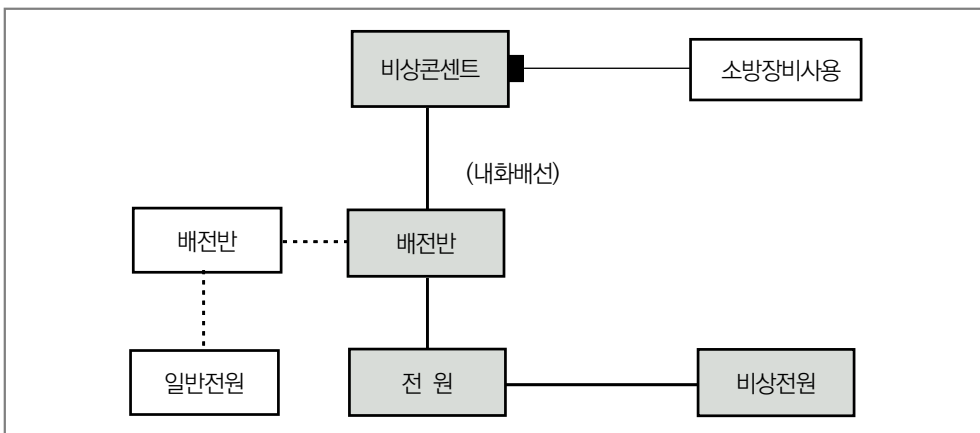 비상콘센트
소방장비사용
(내화배선)
배전반
배전반
일반전원
전 원
비상전원